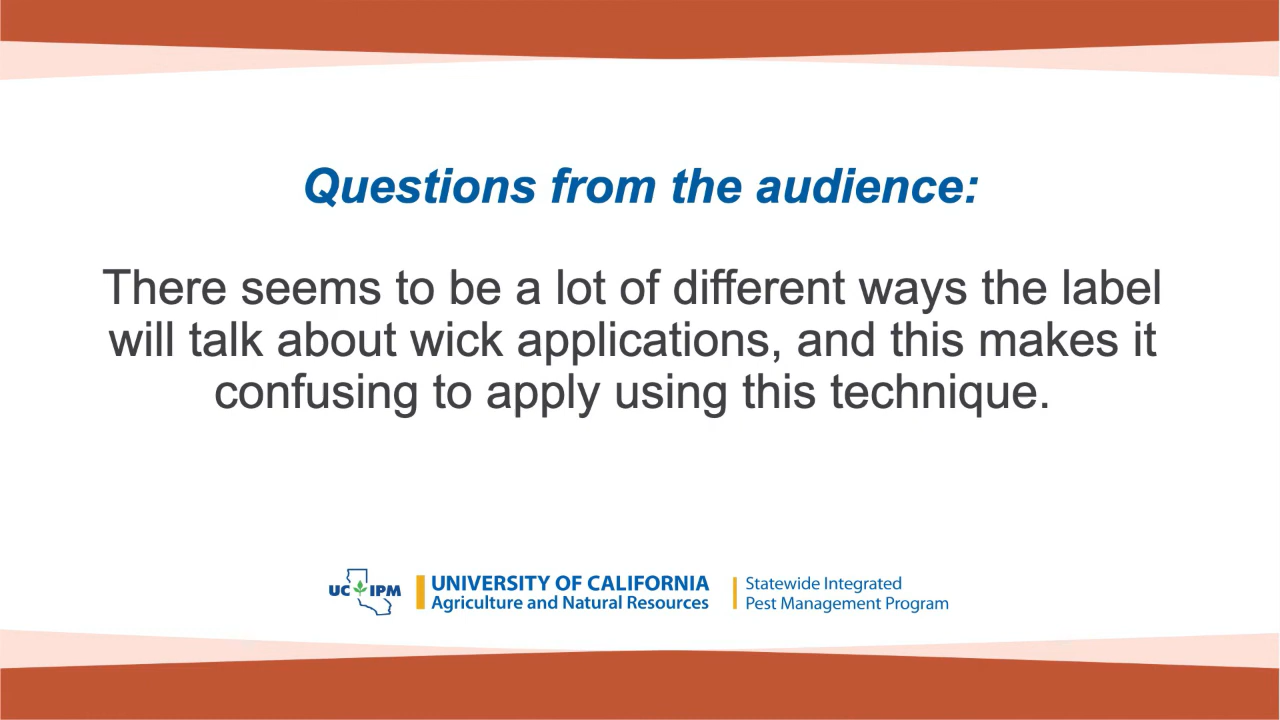 Questions from the audience:
There seems to be a lot of different ways the label
will talk about wick applications, and this makes it
confusing to apply using this technique.
UC IPM
UNIVERSITY OF CALIFORNIA
Agriculture and Natural Resources
Statewide Integrated
Pest Management Program